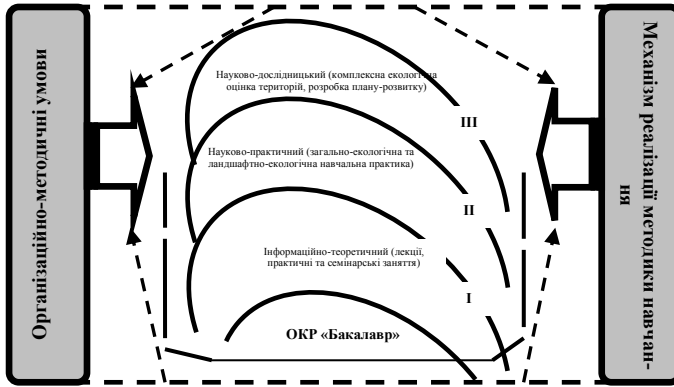 Організаційно-методичні умови
Науково-дослідницький (комплексна екологічна
оцінка територій, розробка плану-розвитку)
III
Науково-практичний (загально-екологічна та
ландшафтно-екологічна навчальна практика)
II
Інформаційно-теоретичний (лекції,
практичні та семінарські заняття)
I
ОКР «Бакалавр»
Механізм реалізації методики навчан-
ня